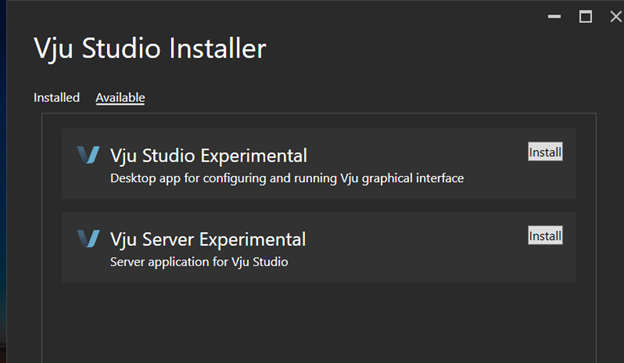 Vju Studio Installer
Installed Available
Vju Studio Experimental Install
Desktop app for configuring and running Vju graphical interface
Vju Server Experimental Install
Server application for Vju Studio